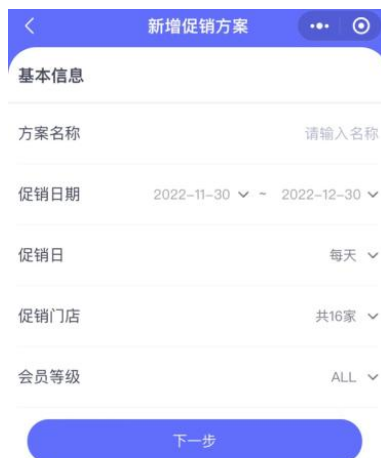 新增促销方案
基本信息
方案名称 请输入名称
促销日期 2022-11-30 ~ 2022-12-30
促销日 每天
促销门店 共16家
会员等级 ALL
下一步